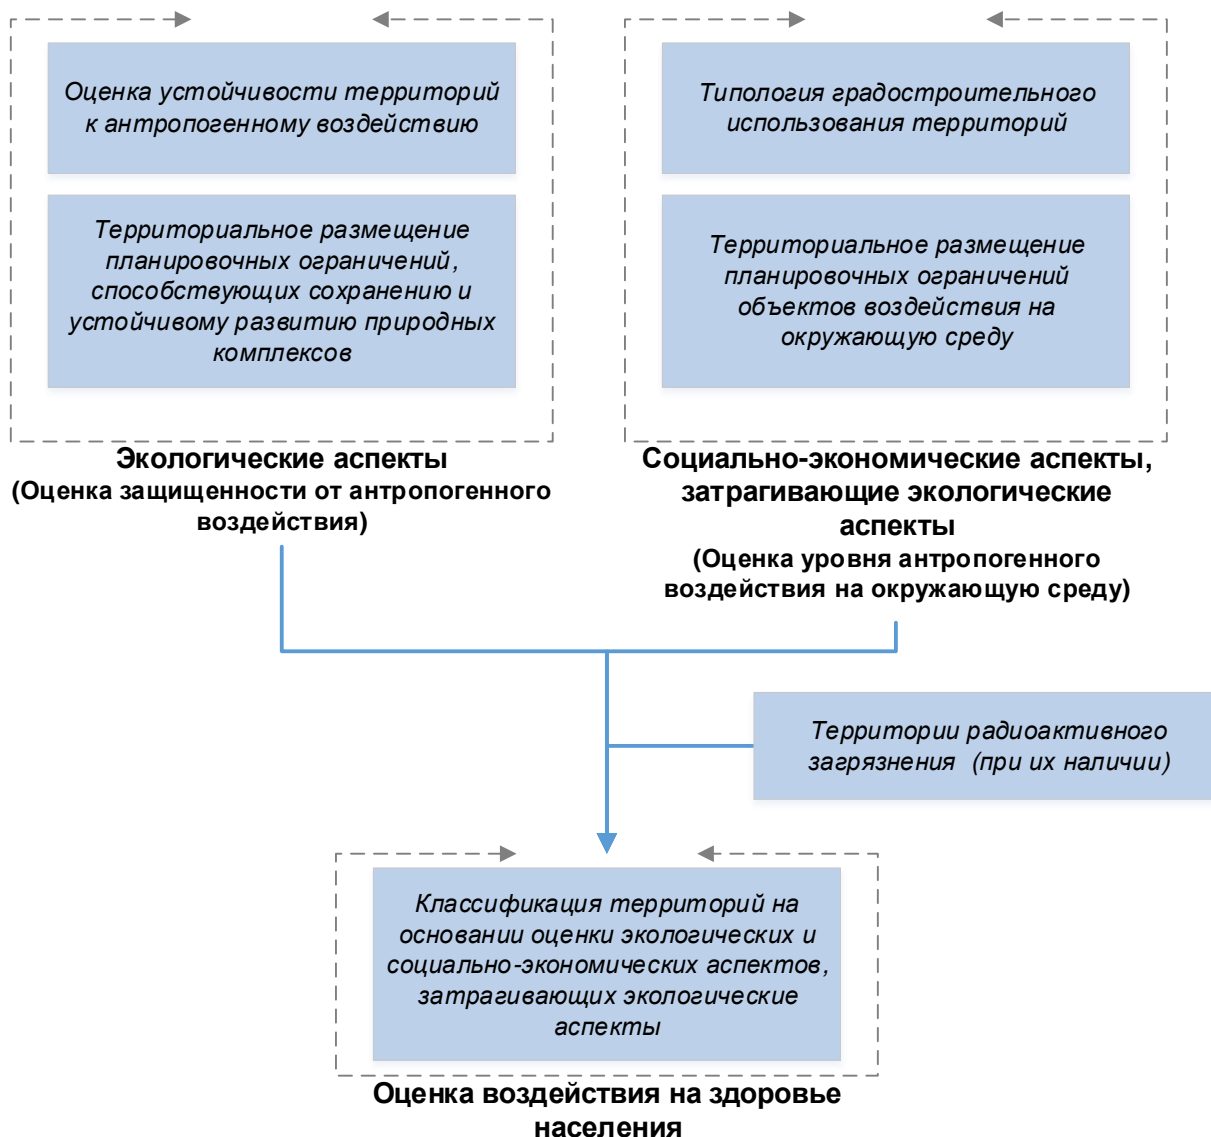 Оценка устойчивости территорий
к антропогенному воздействию
Территориальное размещение
планировочных ограничений,
способствующих сохранению и
устойчивому развитию природных
комплексов
Экологические аспекты
(Оценка защищенности от антропогенного
воздействия)
Типология градостроительного
использования территорий
Территориальное размещение
планировочных ограничений
объектов воздействия на
окружающую среду
Социально-экономические аспекты,
затрагивающие экологические
аспекты
(Оценка уровня антропогенного
воздействия на окружающую среду)
Территории радиоактивного
загрязнения (при их наличии)
Классификация территорий на
основании оценки экологических и
социально-экономических аспектов,
затрагивающих экологические
аспекты
Оценка воздействия на здоровье
населения